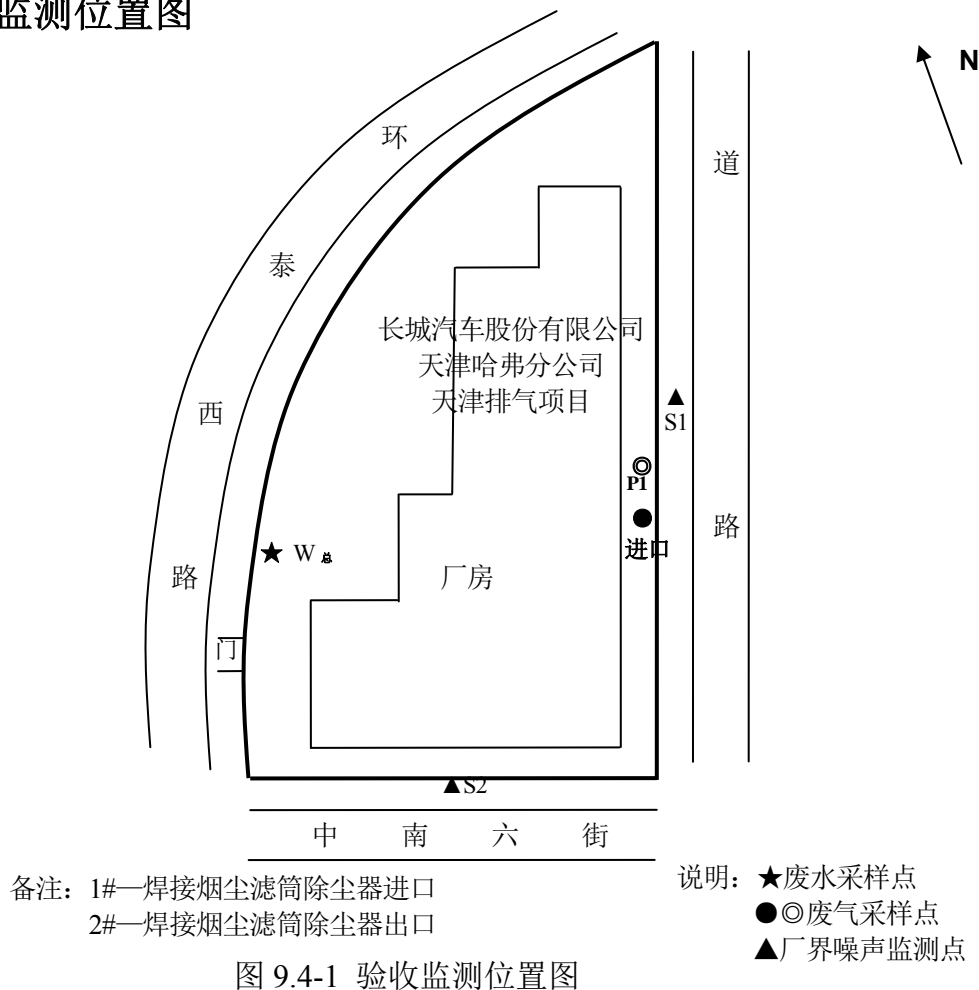 监测位置图
N
环
泰
西
路
道
路
长城汽车股份有限公司
天津哈弗分公司
天津排气项目
▲
S1
◎
P1
●
进口
★ W总
厂房
门
▲S2
中 南 六 街
备注：1#—焊接烟尘滤筒除尘器进口
2#—焊接烟尘滤筒除尘器出口
说明：★废水采样点
●◎废气采样点
▲厂界噪声监测点
图 9.4-1 验收监测位置图